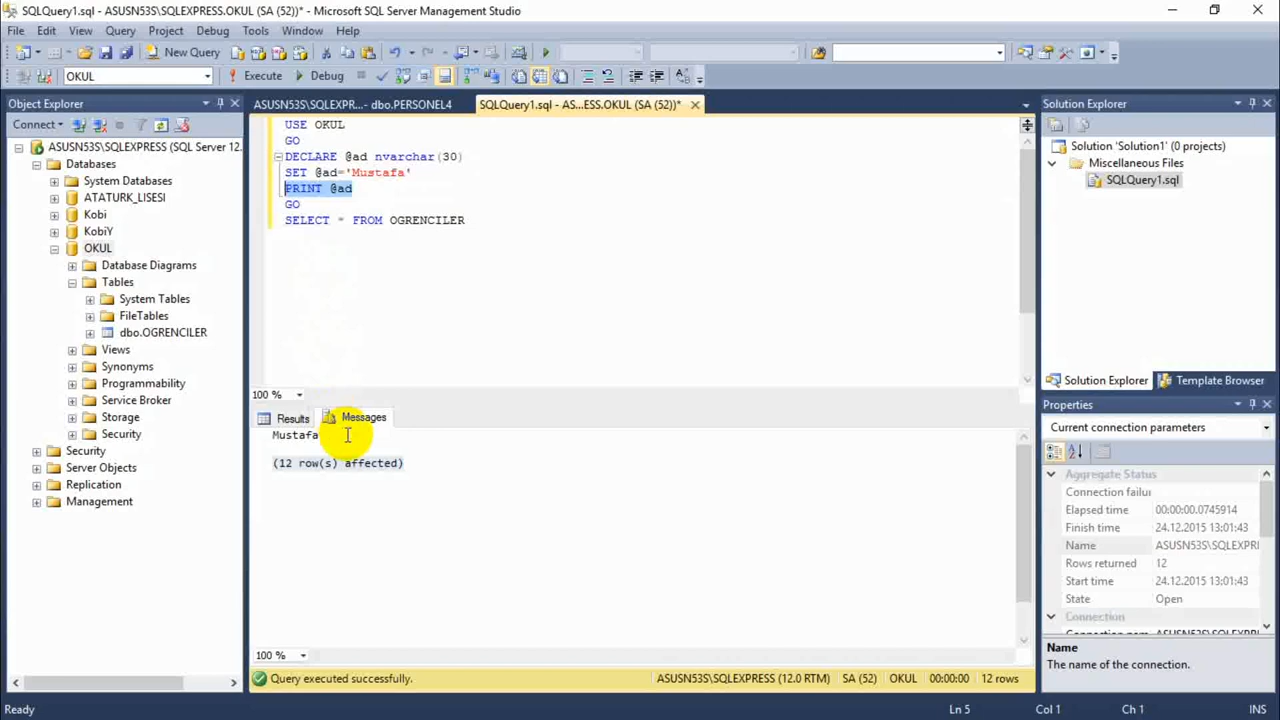 SQLQuery1.sql - ASUSN53S\SQLEXPRESS.OKUL (SA (52))* - Microsoft SQL Server Management Studio
File Edit View Query Project Debug Tools Window Help
New Query
OKUL Execute Debug
Object Explorer
ASUSN53S\SQLEXPR...- dbo.PERSONEL4 SQLQuery1.sql - AS...ESS.OKUL (SA (52))*
Solution Explorer
Connect
ASUSN53S\SQLEXPRESS (SQL Server 12.
Databases
System Databases
ATATURK_LISESI
Kobi
KobiY
OKUL
Database Diagrams
Tables
System Tables
FileTables
dbo.OGRENCILER
Views
Synonyms
Programmability
Service Broker
Storage
Security
Security
Server Objects
Replication
Management
USE OKUL
GO
DECLARE @ad nvarchar(30)
SET @ad='Mustafa'
PRINT @ad
GO
SELECT * FROM OGRENCILER
100 %
Results Messages
Mustafa
(12 row(s) affected)
100 %
Query executed successfully. ASUSN53S\SQLEXPRESS (12.0 RTM) SA (52) OKUL 00:00:00 12 rows
Solution 'Solution1' (0 projects)
Miscellaneous Files
SQLQuery1.sql
Solution Explorer Template Browser
Properties
Current connection parameters
Aggregate Status
Connection failur
Elapsed time 00:00:00.0745914
Finish time 24.12.2015 13:01:43
Name ASUSN53S\SQLEXPRI
Rows returned 12
Start time 24.12.2015 13:01:43
State Open
Connection
Name
The name of the connection.
Ready Ln 5 Col 1 Ch 1 INS